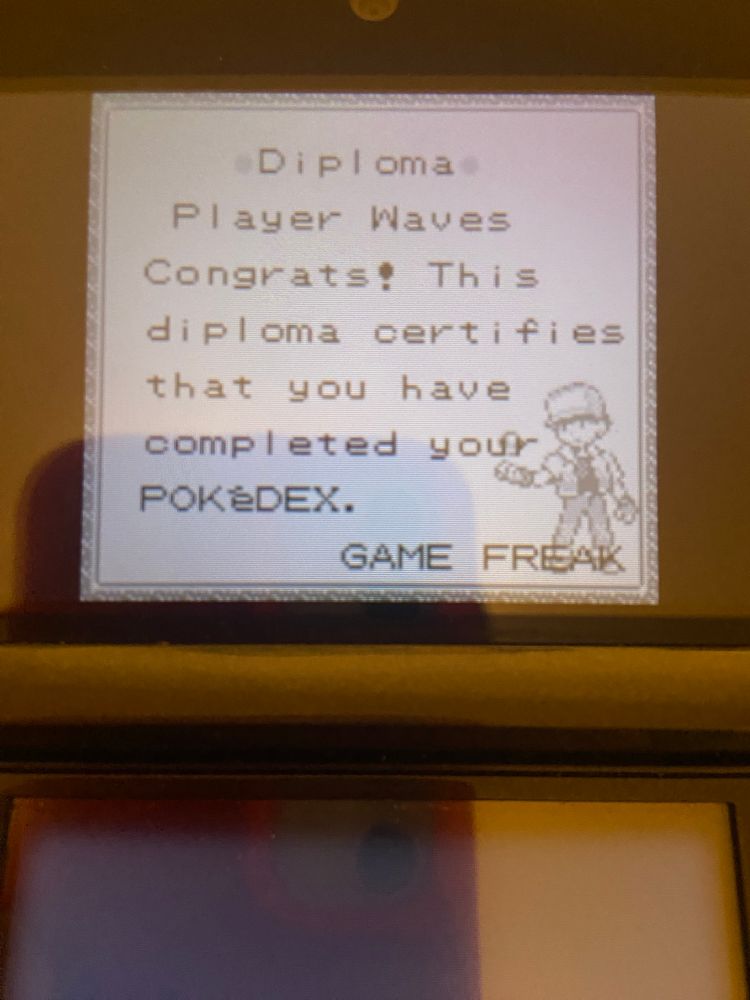 Diploma
Player Waves
Congrats! This
diploma certifies
that you have
completed your
POKéDEX.
GAME FREAK